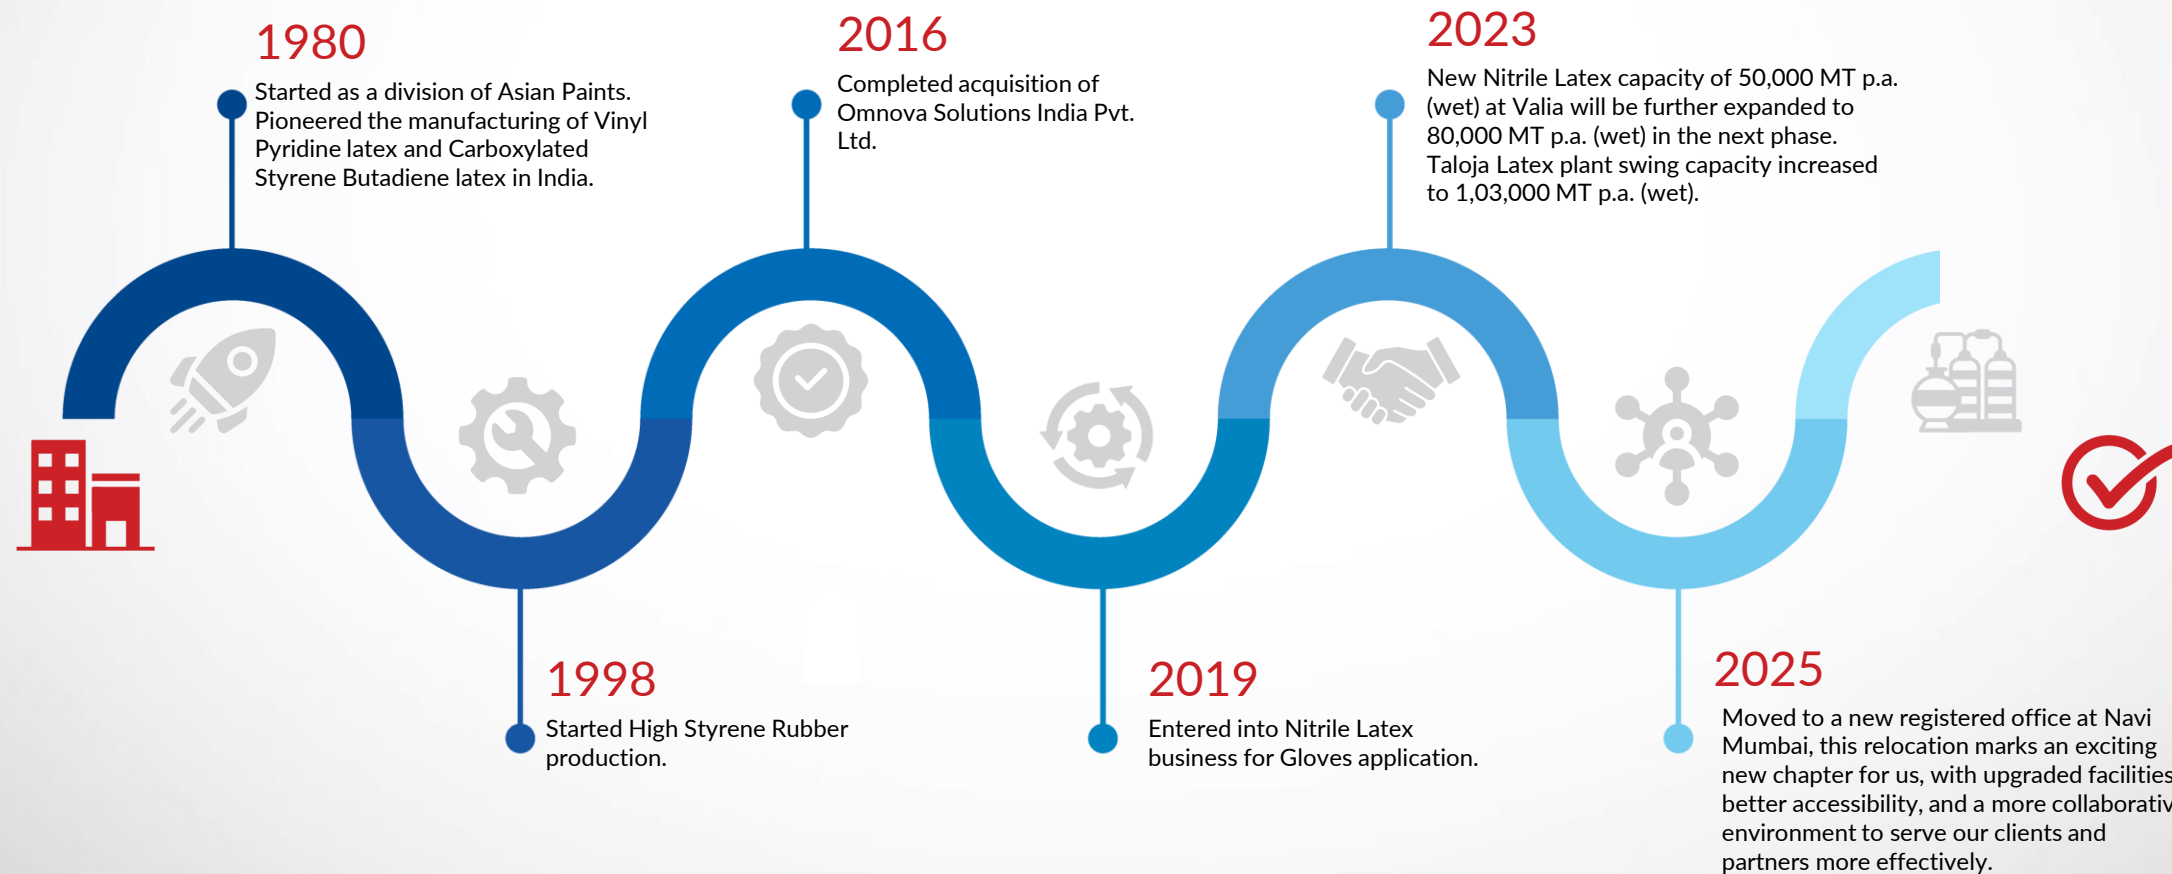 1980
Started as a division of Asian Paints.
Pioneered the manufacturing of Vinyl
Pyridine latex and Carboxylated
Styrene Butadiene latex in India.
2016
Completed acquisition of
Omnova Solutions India Pvt.
Ltd.
2023
New Nitrile Latex capacity of 50,000 MT p.a.
(wet) at Valia will be further expanded to
80,000 MT p.a. (wet) in the next phase.
Taloja Latex plant swing capacity increased
to 1,03,000 MT p.a. (wet).
1998
Started High Styrene Rubber
production.
2019
Entered into Nitrile Latex
business for Gloves application.
2025
Moved to a new registered office at Navi
Mumbai, this relocation marks an exciting
new chapter for us, with upgraded facilities
better accessibility, and a more collaborativ
environment to serve our clients and
partners more effectively.